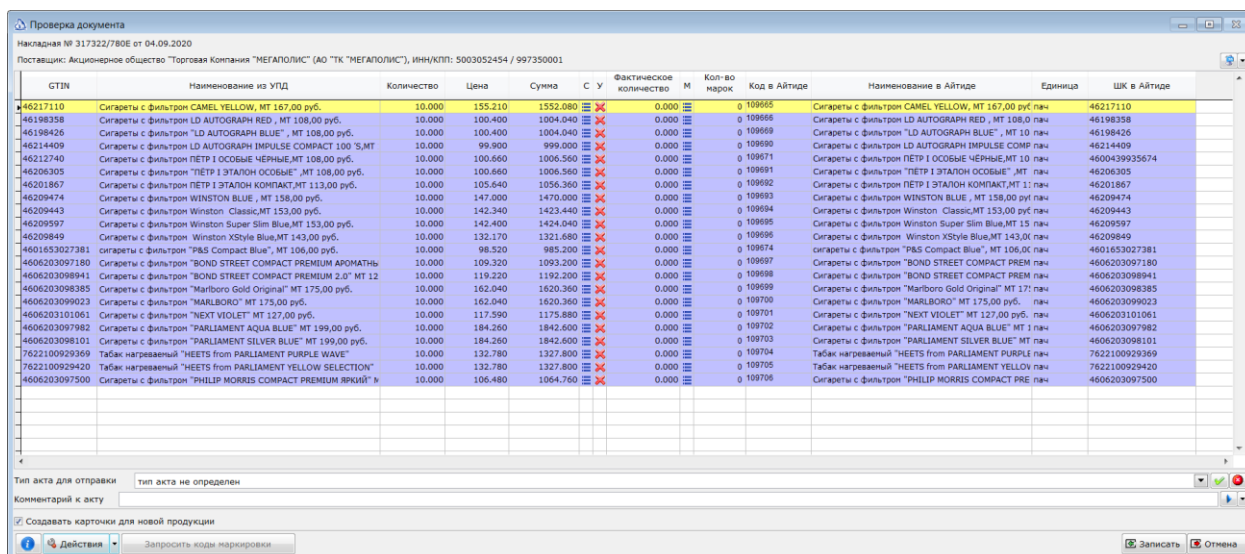 Проверка документа
Накладная № 317322/780E от 04.09.2020
Поставщик: Акционерное общество "Торговая Компания "МЕГАПОЛИС" (АО "ТК "МЕГАПОЛИС"), ИНН/КПП: 5003052454 / 997350001
GTIN Наименование из УПД Количество Цена Сумма С У Фактическое количество М Кол-во марок Код в Айтиде Наименование в Айтиде Единица ШК в Айтиде
46217110 Сигареты с фильтром CAMEL YELLOW, МТ 167,00 руб. 10.000 155.210 1552.080 0.000 0 109665 Сигареты с фильтром CAMEL YELLOW, МТ 167,00 руб пач 46217110
46198358 Сигареты с фильтром LD AUTOGRAPH RED , МТ 108,00 руб. 10.000 100.400 1004.040 0.000 0 109666 Сигареты с фильтром LD AUTOGRAPH RED , МТ 108,0 пач 46198358
46198426 Сигареты с фильтром "LD AUTOGRAPH BLUE" , МТ 108,00 руб. 10.000 100.400 1004.040 0.000 0 109669 Сигареты с фильтром "LD AUTOGRAPH BLUE" , МТ 10 пач 46198426
46214409 Сигареты с фильтром LD AUTOGRAPH IMPULSE COMPACT 100 'S,МТ 10.000 99.900 999.000 0.000 0 109690 Сигареты с фильтром LD AUTOGRAPH IMPULSE COMP пач 46214409
46212740 Сигареты с фильтром ПЁТР I ОСОБЫЕ ЧЁРНЫЕ,МТ 108,00 руб. 10.000 100.660 1006.560 0.000 0 109671 Сигареты с фильтром ПЁТР I ОСОБЫЕ ЧЁРНЫЕ,МТ 10 пач 4600439935674
46206305 Сигареты с фильтром "ПЁТР I ЭТАЛОН ОСОБЫЕ" ,МТ 108,00 руб. 10.000 100.660 1006.560 0.000 0 109691 Сигареты с фильтром "ПЁТР I ЭТАЛОН ОСОБЫЕ" ,МТ пач 46206305
46201867 Сигареты с фильтром ПЁТР I ЭТАЛОН КОМПАКТ,МТ 113,00 руб. 10.000 105.640 1056.360 0.000 0 109692 Сигареты с фильтром ПЁТР I ЭТАЛОН КОМПАКТ,МТ 11 пач 46201867
46209474 Сигареты с фильтром WINSTON BLUE , МТ 158,00 руб. 10.000 147.000 1470.000 0.000 0 109693 Сигареты с фильтром WINSTON BLUE , МТ 158,00 руб пач 46209474
46209443 Сигареты с фильтром Winston Classic,МТ 153,00 руб. 10.000 142.340 1423.440 0.000 0 109694 Сигареты с фильтром Winston Classic,МТ 153,00 руб пач 46209443
46209597 Сигареты с фильтром Winston Super Slim Blue,МТ 153,00 руб. 10.000 142.400 1424.040 0.000 0 109695 Сигареты с фильтром Winston Super Slim Blue,МТ 15 пач 46209597
46209849 Сигареты с фильтром Winston XStyle Blue,МТ 143,00 руб. 10.000 132.170 1321.680 0.000 0 109696 Сигареты с фильтром Winston XStyle Blue,МТ 143,0 пач 46209849
4601653027381 сигареты с фильтром "P&S Compact Blue", МТ 106,00 руб. 10.000 98.520 985.200 0.000 0 109674 сигареты с фильтром "P&S Compact Blue", МТ 106,0 пач 4601653027381
4606203097180 Сигареты с фильтром "BOND STREET COMPACT PREMIUM АРОМАТНЫ 10.000 109.320 1093.200 0.000 0 109697 Сигареты с фильтром "BOND STREET COMPACT PREM пач 4606203097180
4606203098941 Сигареты с фильтром "BOND STREET COMPACT PREMIUM 2.0" МТ 12 10.000 119.220 1192.200 0.000 0 109698 Сигареты с фильтром "BOND STREET COMPACT PREM пач 4606203098941
4606203098385 Сигареты с фильтром "Marlboro Gold Original" МТ 175,00 руб. 10.000 162.040 1620.360 0.000 0 109699 Сигареты с фильтром "Marlboro Gold Original" МТ 17 пач 4606203098385
4606203099023 Сигареты с фильтром "MARLBORO" МТ 175,00 руб. 10.000 162.040 1620.360 0.000 0 109700 Сигареты с фильтром "MARLBORO" МТ 175,00 руб. пач 4606203099023
4606203101061 Сигареты с фильтром "NEXT VIOLET" МТ 127,00 руб. 10.000 117.590 1175.880 0.000 0 109701 Сигареты с фильтром "NEXT VIOLET" МТ 127,00 руб. пач 4606203101061
4606203097982 Сигареты с фильтром "PARLIAMENT AQUA BLUE" МТ 199,00 руб. 10.000 184.260 1842.600 0.000 0 109702 Сигареты с фильтром "PARLIAMENT AQUA BLUE" МТ 1 пач 4606203097982
4606203098101 Сигареты с фильтром "PARLIAMENT SILVER BLUE" МТ 199,00 руб. 10.000 184.260 1842.600 0.000 0 109703 Сигареты с фильтром "PARLIAMENT SILVER BLUE" МТ пач 4606203098101
7622100929369 Табак нагреваемый "HEETS from PARLIAMENT PURPLE WAVE" 10.000 132.780 1327.800 0.000 0 109704 Табак нагреваемый "HEETS from PARLIAMENT PURPLE пач 7622100929369
7622100929420 Табак нагреваемый "HEETS from PARLIAMENT YELLOW SELECTION" 10.000 132.780 1327.800 0.000 0 109705 Табак нагреваемый "HEETS from PARLIAMENT YELLOV пач 7622100929420
4606203097500 Сигареты с фильтром "PHILIP MORRIS COMPACT PREMIUM ЯРКИЙ" М 10.000 106.480 1064.760 0.000 0 109706 Сигареты с фильтром "PHILIP MORRIS COMPACT PRE пач 4606203097500
Тип акта для отправки тип акта не определен
Комментарий к акту
Создавать карточки для новой продукции
Действия Запросить коды маркировки Записать Отмена